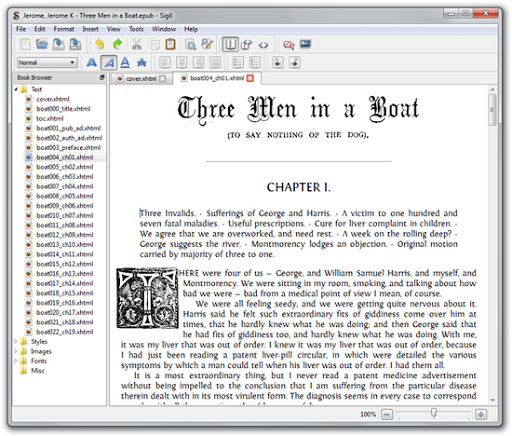 Jerome, Jerome K - Three Men in a Boat.epub - Sigil
File Edit Format Insert View Tools Window Help
Normal
Book Browser
cover.xhtml
boat004_ch01.xhtml
Text
cover.xhtml
boat000_title.xhtml
toc.xhtml
boat001_pub_ad.xhtml
boat002_auth_ad.xhtml
boat003_preface.xhtml
boat004_ch01.xhtml
boat005_ch02.xhtml
boat006_ch03.xhtml
boat007_ch04.xhtml
boat008_ch05.xhtml
boat009_ch06.xhtml
boat010_ch07.xhtml
boat011_ch08.xhtml
boat012_ch09.xhtml
boat013_ch10.xhtml
boat014_ch11.xhtml
boat015_ch12.xhtml
boat016_ch13.xhtml
boat017_ch14.xhtml
boat018_ch15.xhtml
boat019_ch16.xhtml
boat020_ch17.xhtml
boat021_ch18.xhtml
boat022_ch19.xhtml
Styles
Images
Fonts
Misc
Three Men in a Boat
(TO SAY NOTHING OF THE DOG).
CHAPTER I.
Three Invalids. - Sufferings of George and Harris. - A victim to one hundred and
seven fatal maladies. - Useful prescriptions. - Cure for liver complaint in children. -
We agree that we are overworked, and need rest. - A week on the rolling deep? -
George suggests the river. - Montmorency lodges an objection. - Original motion
carried by majority of three to one.
THERE were four of us – George, and William Samuel Harris, and myself, and
Montmorency. We were sitting in my room, smoking, and talking about how
bad we were – bad from a medical point of view I mean, of course.
We were all feeling seedy, and we were getting quite nervous about it.
Harris said he felt such extraordinary fits of giddiness come over him at
times, that he hardly knew what he was doing; and then George said that
he had fits of giddiness too, and hardly knew what he was doing. With me,
it was my liver that was out of order. I knew it was my liver that was out of order, because
I had just been reading a patent liver-pill circular, in which were detailed the various
symptoms by which a man could tell when his liver was out of order. I had them all.
It is a most extraordinary thing, but I never read a patent medicine advertisement
without being impelled to the conclusion that I am suffering from the particular disease
therein dealt with in its most virulent form. The diagnosis seems in every case to correspond
100%